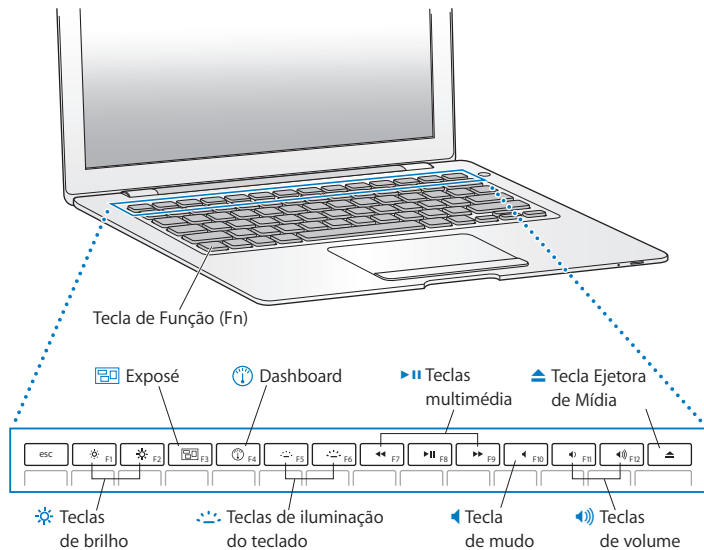 Tecla de Função (Fn)
Exposé
Dashboard
Teclas
multimédia
Tecla Ejetora
de Mídia
esc F1 F2 F3 F4 F5 F6 F7 F8 F9 F10 F11 F12
Teclas
de brilho
Teclas de iluminação
do teclado
Tecla
de mudo
Teclas
de volume